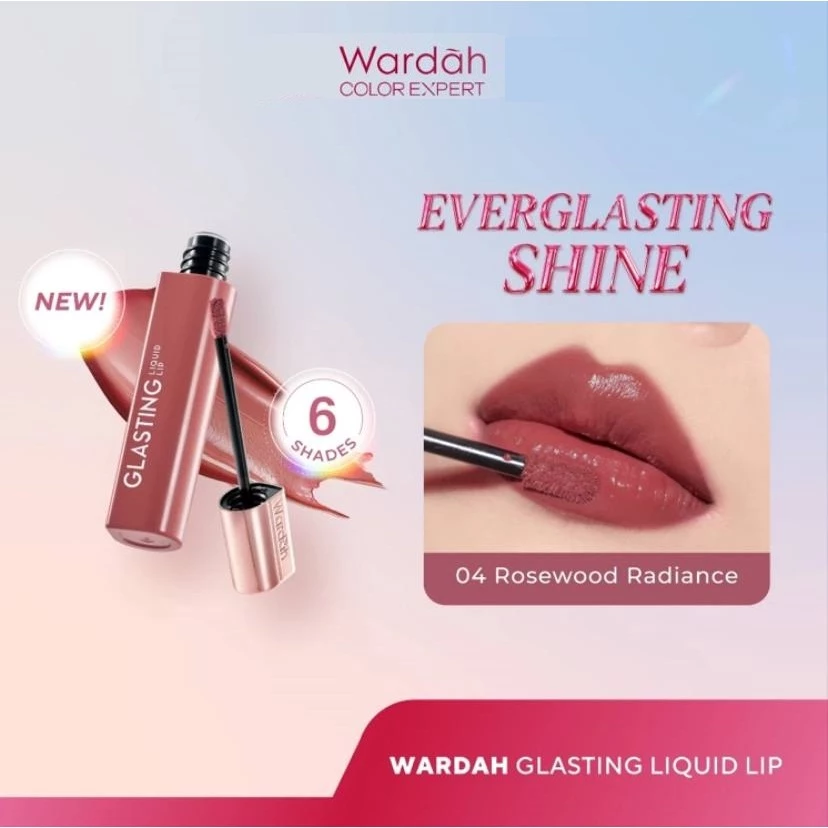 Wardah
COLOR EXPERT
EVERGLASTING
SHINE
NEW!
GLASTING LIQUID
LIP
6
SHADES
Wardah
04 Rosewood Radiance
WARDAH GLASTING LIQUID LIP